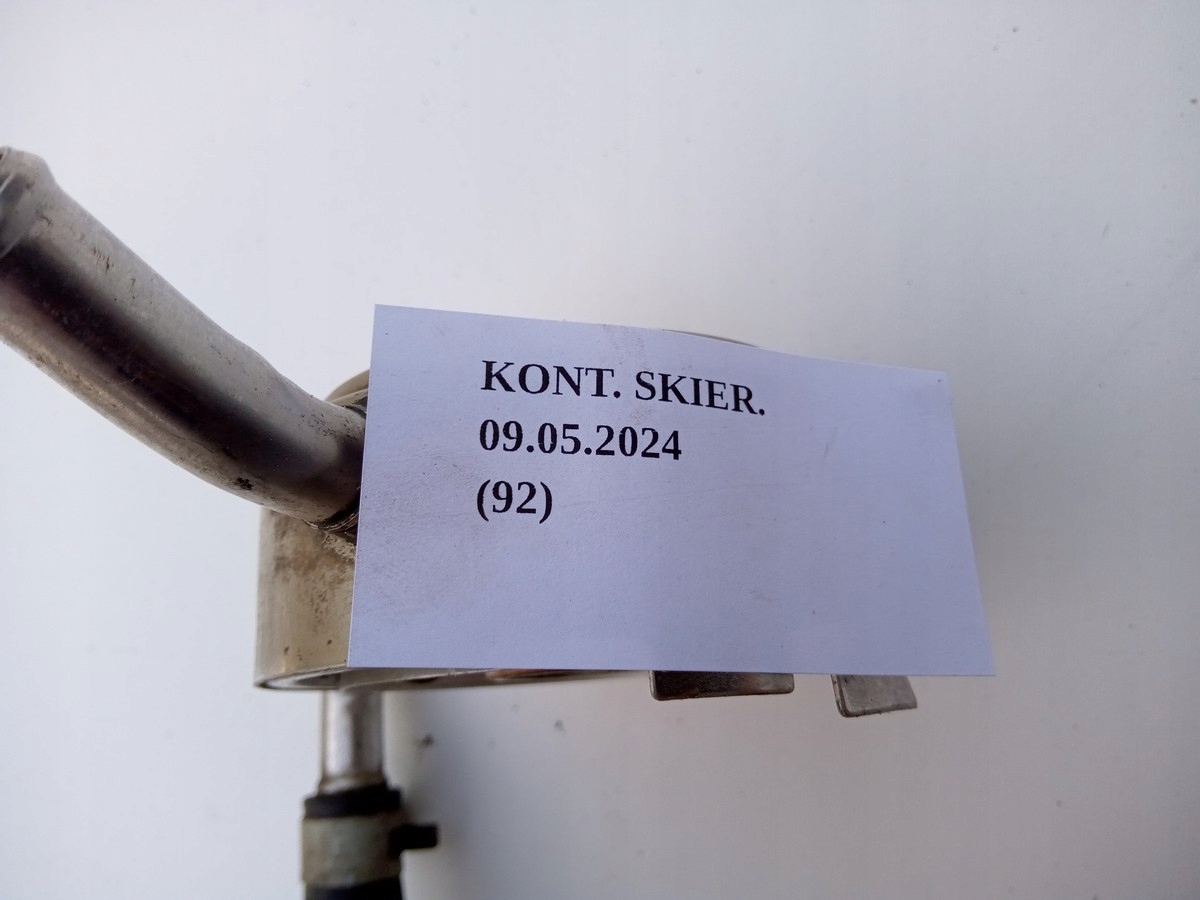 KONT. SKIER.
09.05.2024
(92)